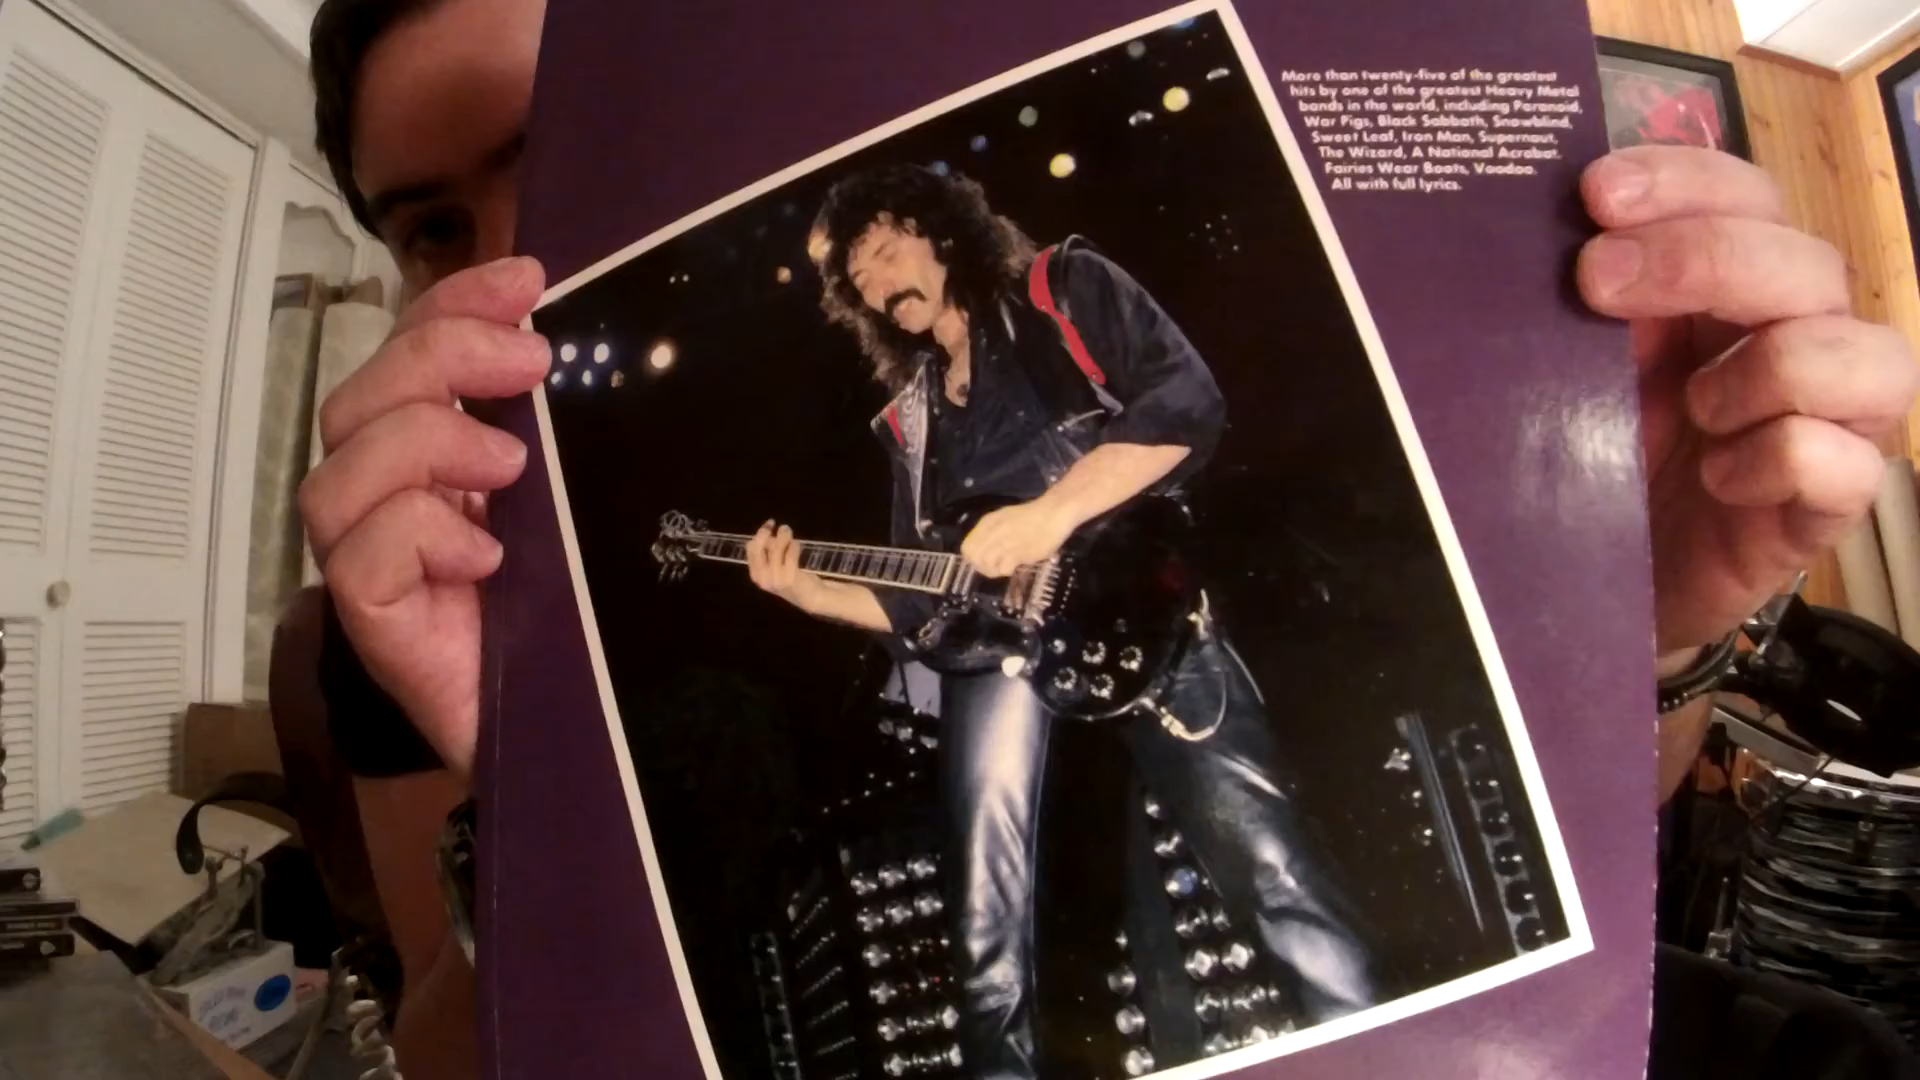 More than twenty-five of the greatest
hits by one of the greatest Heavy Metal
bands in the world, including Paranoid,
War Pigs, Black Sabbath, Snowblind,
Sweet Leaf, Iron Man, Supernaut,
The Wizard, A National Acrobat.
Fairies Wear Boots, Voodoo.
All with full lyrics.